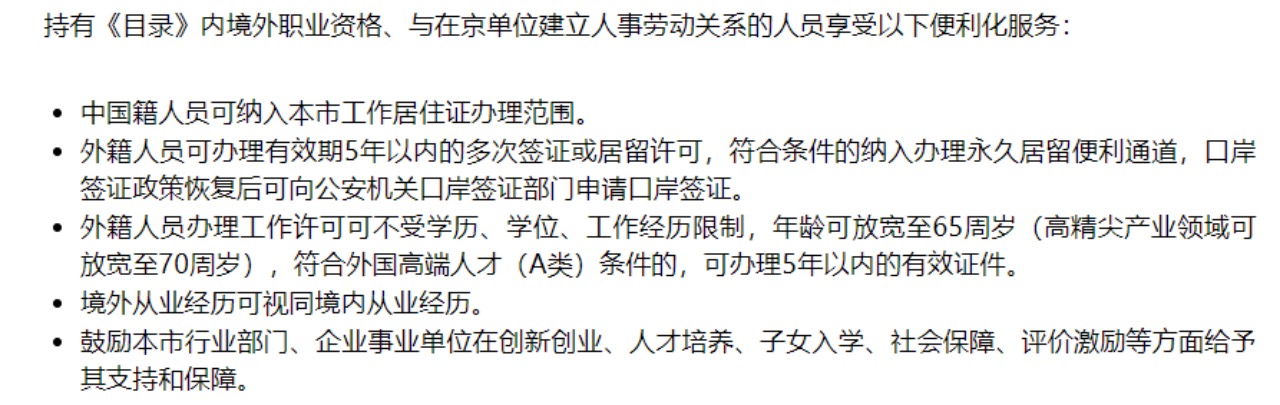 持有《目录》内境外职业资格、与在京单位建立人事劳动关系的人员享受以下便利化服务：
• 中国籍人员可纳入本市工作居住证办理范围。
• 外籍人员可办理有效期5年以内的多次签证或居留许可，符合条件的纳入办理永久居留便利通道，口岸
签证政策恢复后可向公安机关口岸签证部门申请口岸签证。
• 外籍人员办理工作许可可不受学历、学位、工作经历限制，年龄可放宽至65周岁（高精尖产业领域可
放宽至70周岁），符合外国高端人才（A类）条件的，可办理5年以内的有效证件。
• 境外从业经历可视同境内从业经历。
• 鼓励本市行业部门、企业事业单位在创新创业、人才培养、子女入学、社会保障、评价激励等方面给予
其支持和保障。